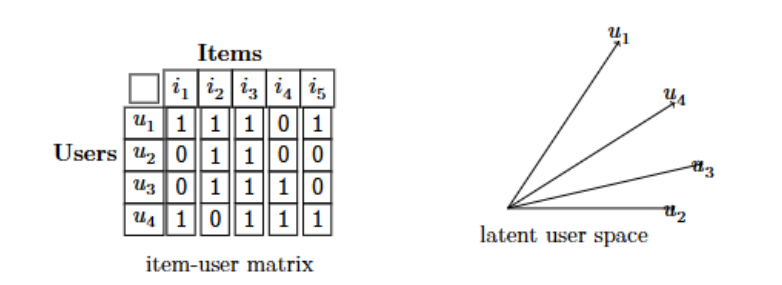 Items
i₁ i₂ i₃ i₄ i₅
u₁ 1 1 1 0 1
Users u₂ 0 1 1 0 0
u₃ 0 1 1 1 0
u₄ 1 0 1 1 1
item-user matrix
u₁
u₄
u₃
u₂
latent user space